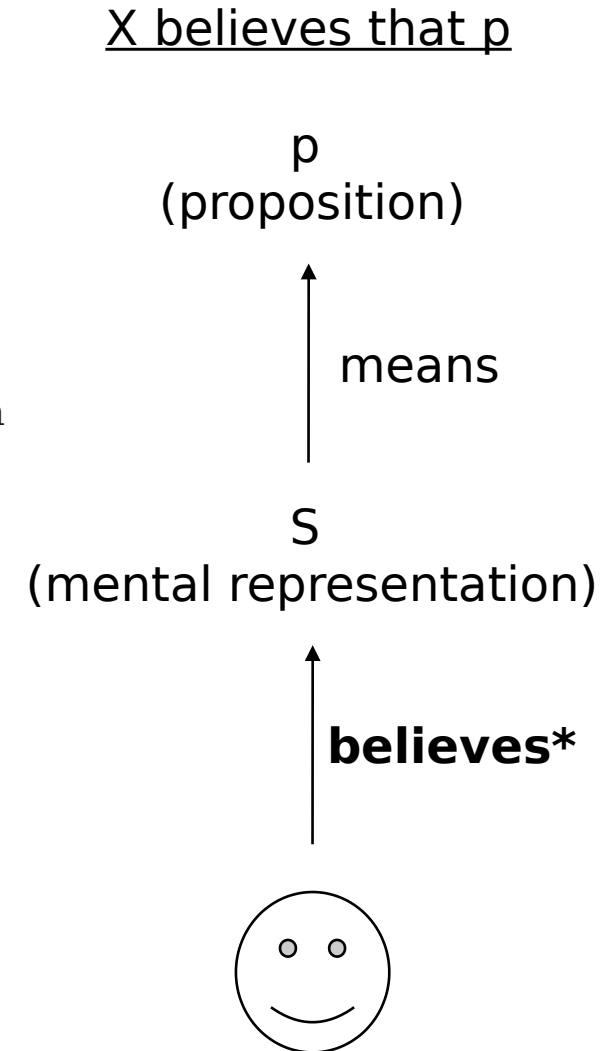 X believes that p
p
(proposition)
means
S
(mental representation)
believes*